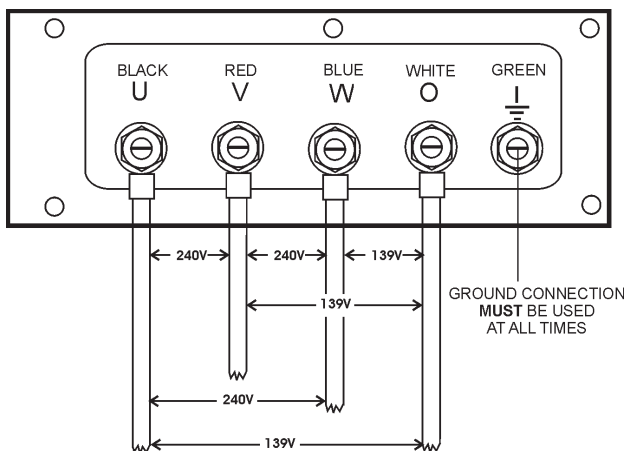 BLACK RED BLUE WHITE GREEN
U V W O
240V 240V 139V
139V
GROUND CONNECTION
MUST BE USED
AT ALL TIMES
240V
139V